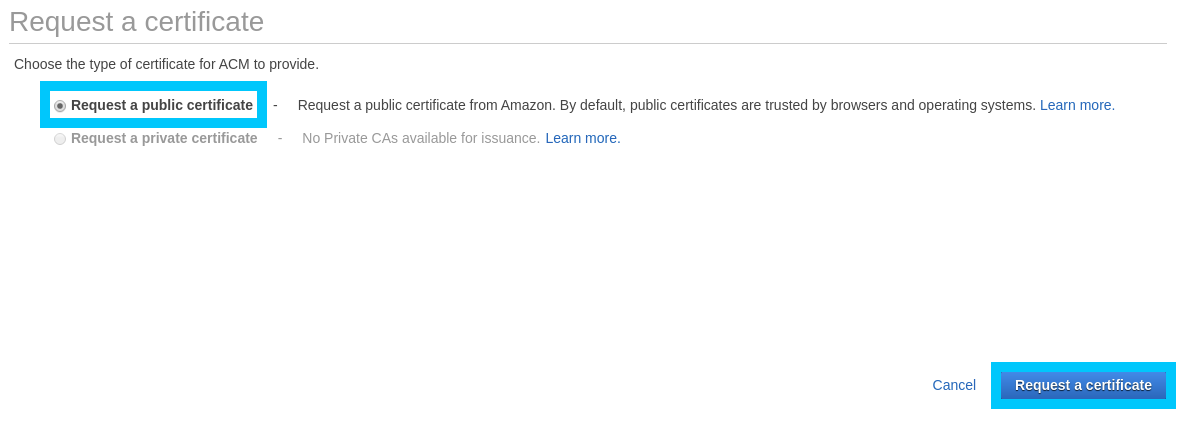 Request a certificate
Choose the type of certificate for ACM to provide.
Request a public certificate - Request a public certificate from Amazon. By default, public certificates are trusted by browsers and operating systems. Learn more.
Request a private certificate - No Private CAs available for issuance. Learn more.
Cancel Request a certificate